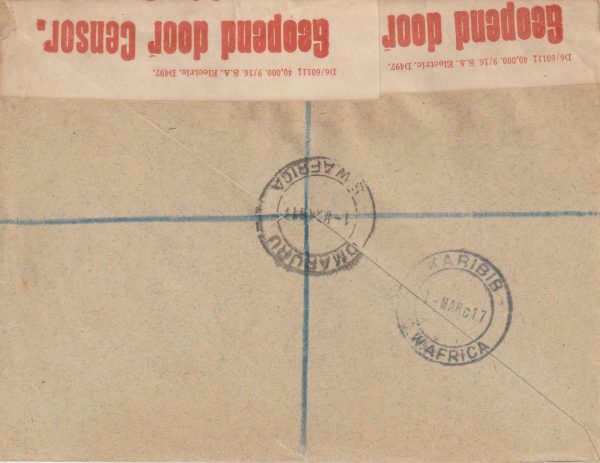 Geopend door Censor.
D6/60111 40,000. 9/16. S.A. Electric. D497.
Geopend door
D6/60111 40,000. 9/16. S.A. Electric. D497.
OMARURU
S.W. AFRICA
KARIBIB
MAR 17
W. AFRICA